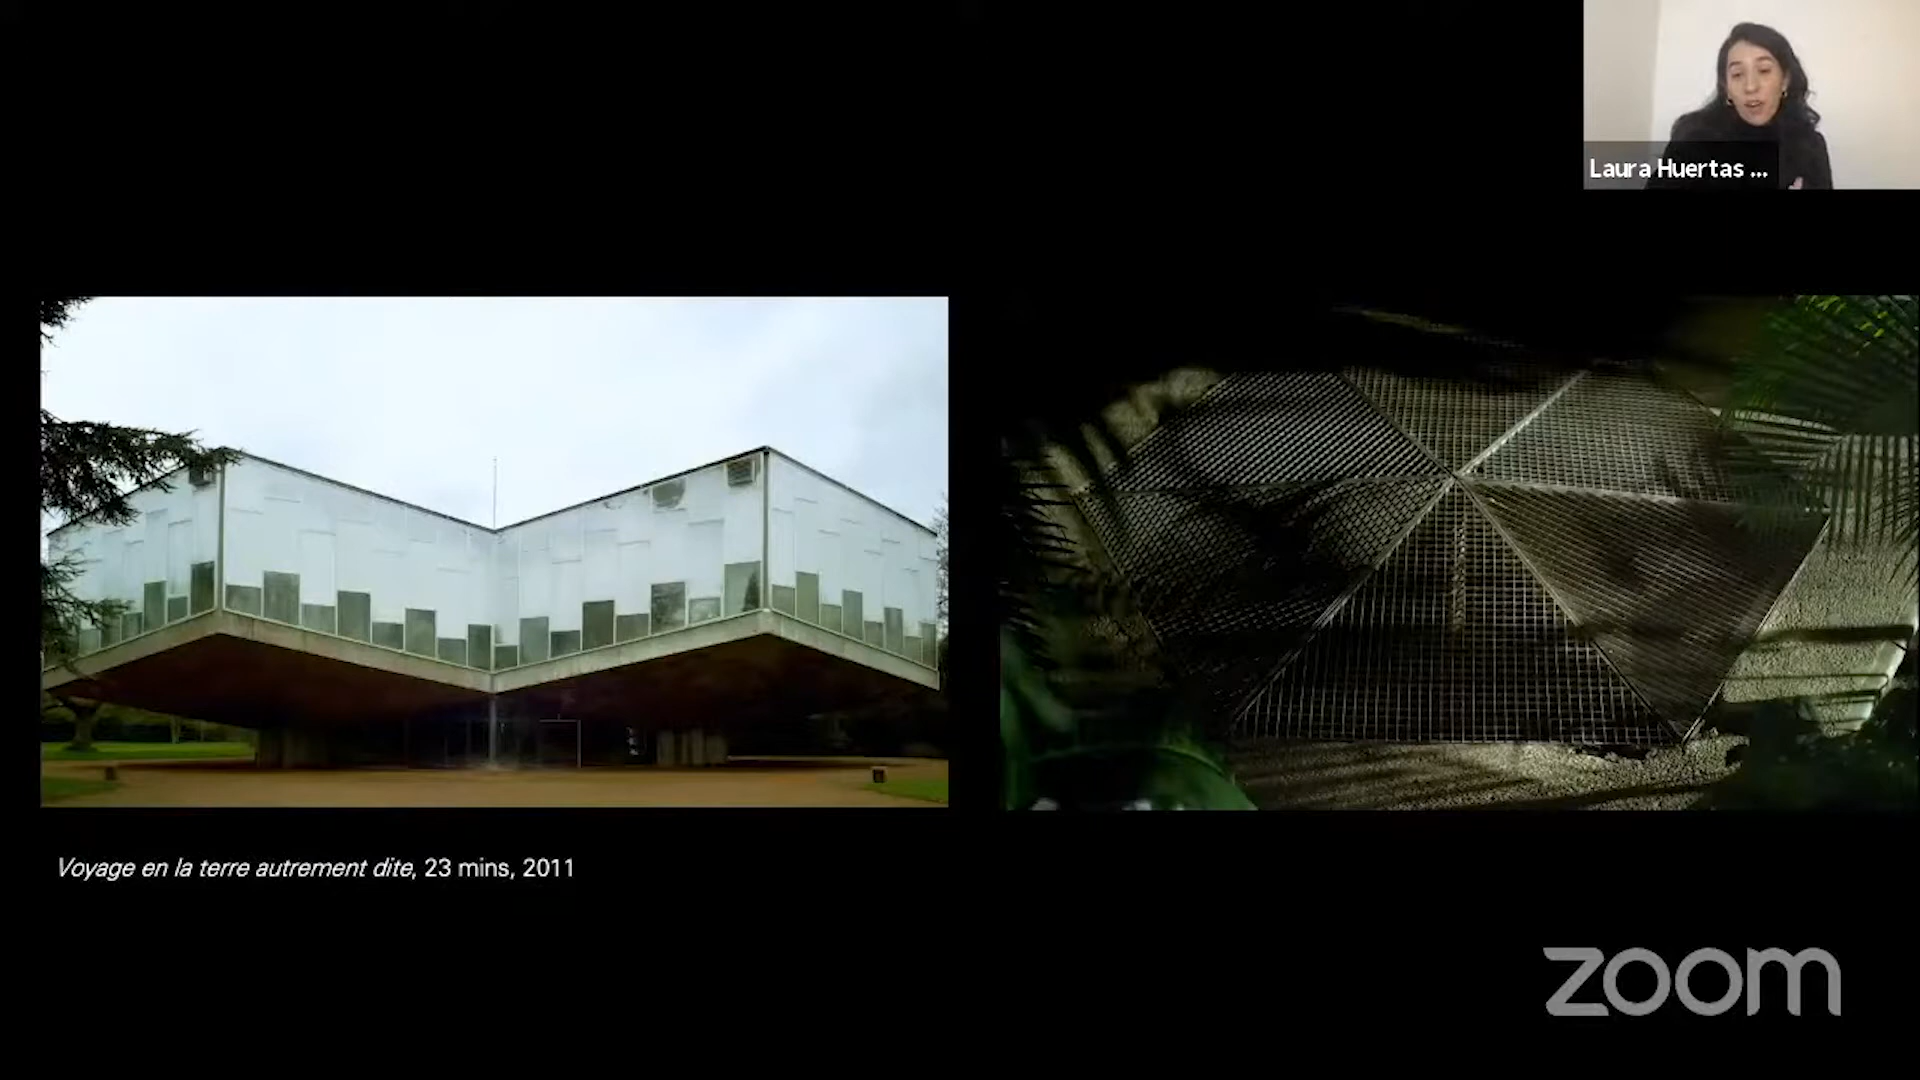 Laura Huertas ...
Voyage en la terre autrement dite, 23 mins, 2011
zoom